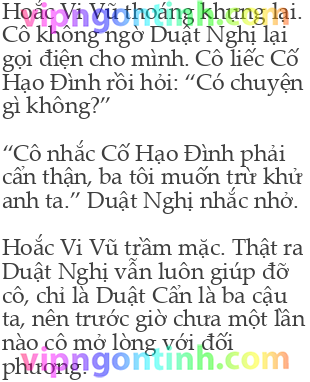 Hoắc Vi Vũ thoáng khựng lại.
Cô không ngờ Duật Nghị lại
gọi điện cho mình. Cô liếc Cố
Hạo Đình rồi hỏi: “Có chuyện
gì không?”
“Cô nhắc Cố Hạo Đình phải
cẩn thận, ba tôi muốn trừ khử
anh ta.” Duật Nghị nhắc nhở.
Hoắc Vi Vũ trầm mặc. Thật ra
Duật Nghị vẫn luôn giúp đỡ
cô, chỉ là Duật Cẩn là ba cậu
ta, nên trước giờ chưa một lần
nào cô mở lòng với đối
phương.
vipngontinh.com
vipngontinh.com